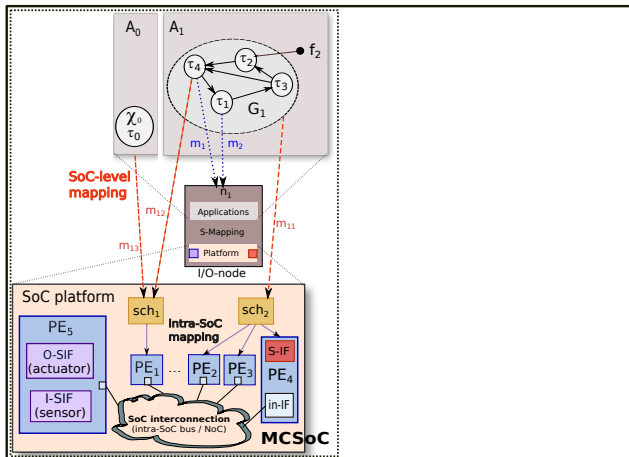 A0
A1
f2
τ4
τ2
τ3
τ1
G1
χ0
τ0
m1
m2
SoC-level
mapping
n1
Applications
m12
m11
S-Mapping
m13
Platform
I/O-node
SoC platform
sch1
sch2
PE5
Intra-SoC
mapping
S-IF
O-SIF
(actuator)
PE1
...
PE2
PE3
PE4
I-SIF
(sensor)
in-IF
SoC interconnection
(intra-SoC bus / NoC)
MCSoC